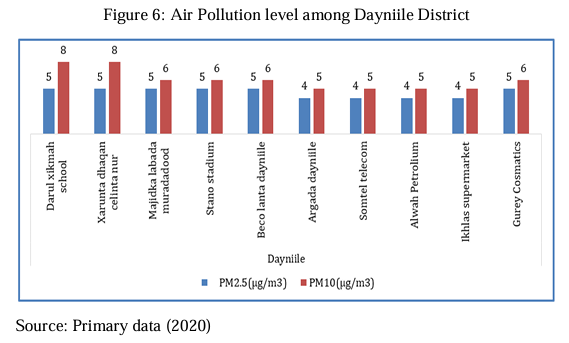 Figure 6: Air Pollution level among Dayniile District
5 8 5 8 5 6 5 6 5 6 4 5 4 5 4 5 4 5 5 6
Darul xikmah
school
Xarunta dhaqan
celinta nur
Majicka labada
muradadood
Stano stadium
Beco lanta dayniile
Argada dayniile
Somtel telecom
Alwah Petrolium
Ikhlas supermarket
Gurey Cosmatics
Dayniile
PM2.5(µg/m3) PM10(µg/m3)
Source: Primary data (2020)